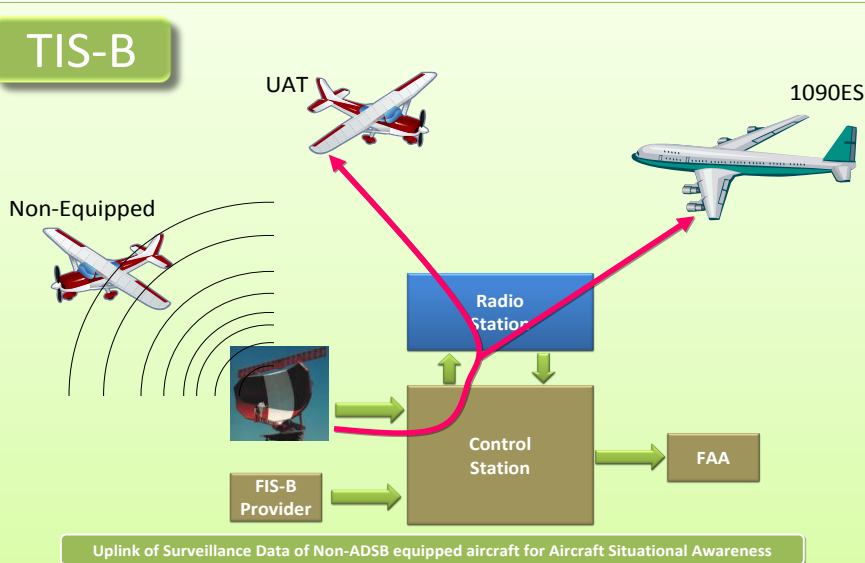 TIS-B
UAT
1090ES
Non-Equipped
Radio
Station
Control
Station
FAA
FIS-B
Provider
Uplink of Surveillance Data of Non-ADSB equipped aircraft for Aircraft Situational Awareness